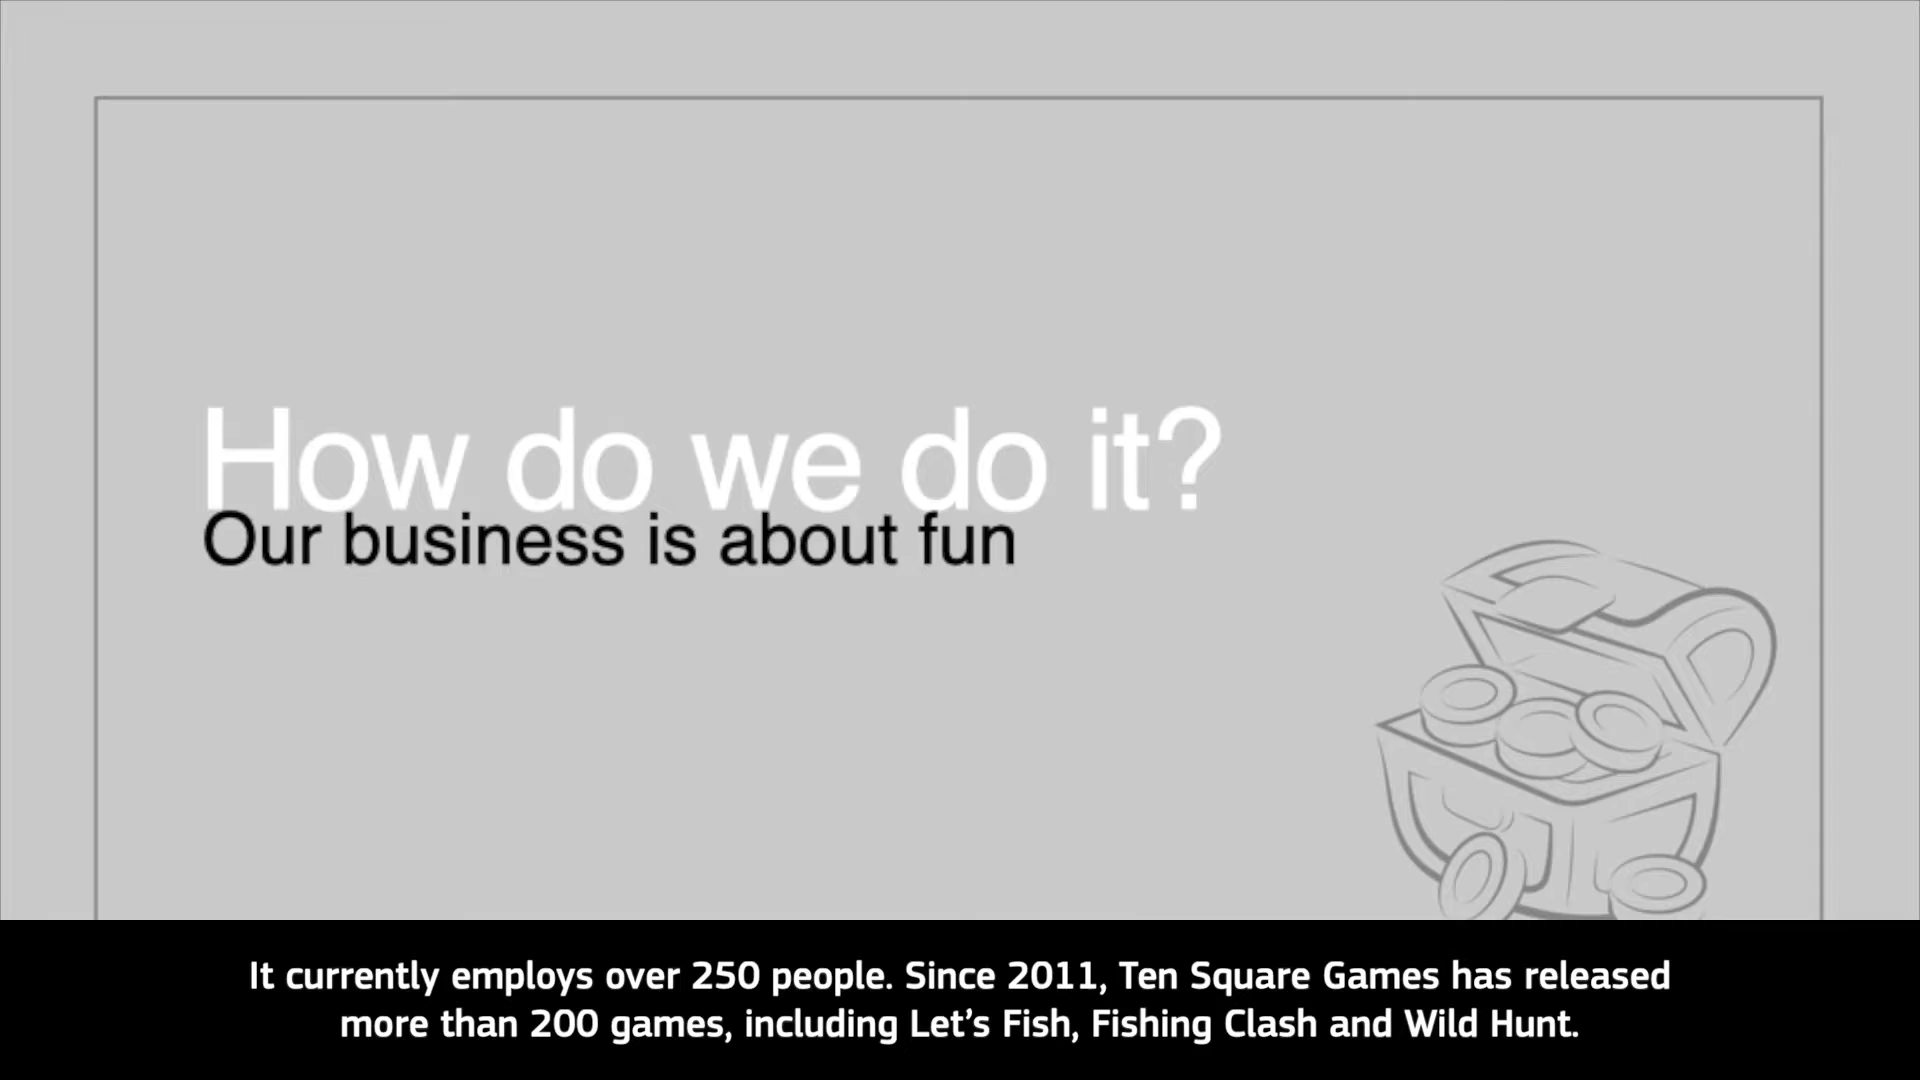 How do we do it?
Our business is about fun
It currently employs over 250 people. Since 2011, Ten Square Games has released
more than 200 games, including Let’s Fish, Fishing Clash and Wild Hunt.